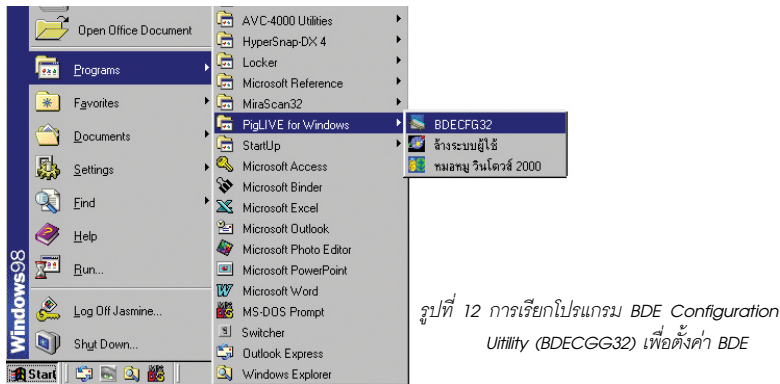 Open Office Document
Programs
Favorites
Documents
Settings
Find
Help
Run...
Log Off Jasmine...
Shut Down...
Windows98
Start
AVC-4000 Utilities
HyperSnap-DX 4
Locker
Microsoft Reference
MiraScan32
PigLIVE for Windows
StartUp
Microsoft Access
Microsoft Binder
Microsoft Excel
Microsoft Outlook
Microsoft Photo Editor
Microsoft PowerPoint
Microsoft Word
MS-DOS Prompt
Switcher
Outlook Express
Windows Explorer
BDECFG32
ล้างระบบผู้ใช้
หมอหมู วินโดวส์ 2000
รูปที่ 12 การเรียกโปรแกรม BDE Configuration
Uitility (BDECGG32) เพื่อตั้งค่า BDE